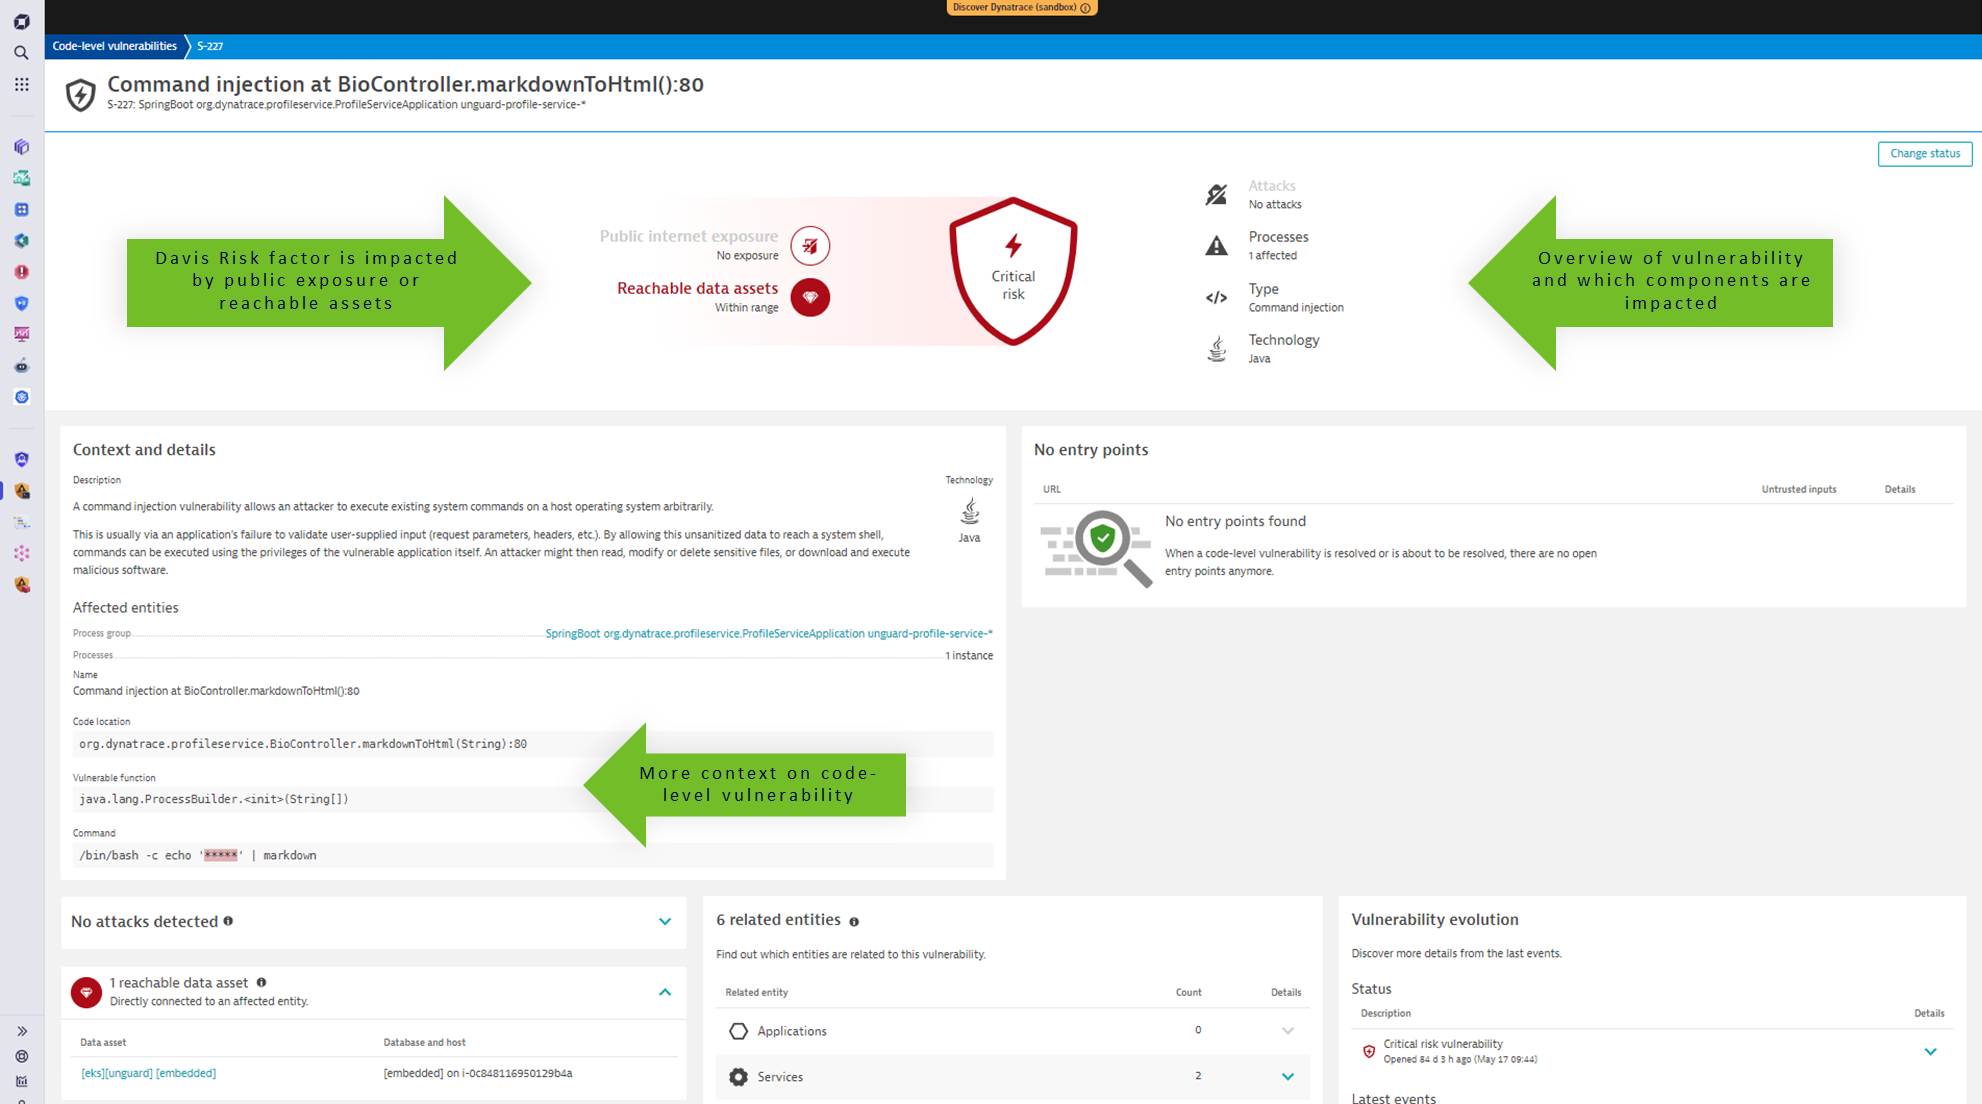 Discover Dynatrace (sandbox)
Code-level vulnerabilities
S-227
Command injection at BioController.markdownToHtml():80
S-227: SpringBoot org.dynatrace.profileservice.ProfileServiceApplication unguard-profile-service-*
Change status
Davis Risk factor is impacted
by public exposure or
reachable assets
Public internet exposure
No exposure
Reachable data assets
Within range
Critical
risk
Attacks
No attacks
Processes
1 affected
Type
Command injection
Technology
Java
Overview of vulnerability
and which components are
impacted
Context and details
Description
Technology
A command injection vulnerability allows an attacker to execute existing system commands on a host operating system arbitrarily.
This is usually via an application's failure to validate user-supplied input (request parameters, headers, etc.). By allowing this unsanitized data to reach a system shell,
commands can be executed using the privileges of the vulnerable application itself. An attacker might then read, modify or delete sensitive files, or download and execute
malicious software.
Java
Affected entities
Process group
SpringBoot org.dynatrace.profileservice.ProfileServiceApplication unguard-profile-service-*
Processes
1 instance
Name
Command injection at BioController.markdownToHtml():80
Code location
org.dynatrace.profileservice.BioController.markdownToHtml(String):80
Vulnerable function
java.lang.ProcessBuilder.<init>(String[])
Command
/bin/bash -c echo '*****' | markdown
More context on code-
level vulnerability
No entry points
URL
Untrusted inputs
Details
No entry points found
When a code-level vulnerability is resolved or is about to be resolved, there are no open
entry points anymore.
No attacks detected
1 reachable data asset
Directly connected to an affected entity.
Data asset
Database and host
[eks][unguard] [embedded]
[embedded] on i-0c848116950129b4a
6 related entities
Find out which entities are related to this vulnerability.
Related entity
Count
Details
Applications
0
Services
2
Vulnerability evolution
Discover more details from the last events.
Status
Description
Details
Critical risk vulnerability
Opened 84 d 3 h ago (May 17 09:44)
Latest events